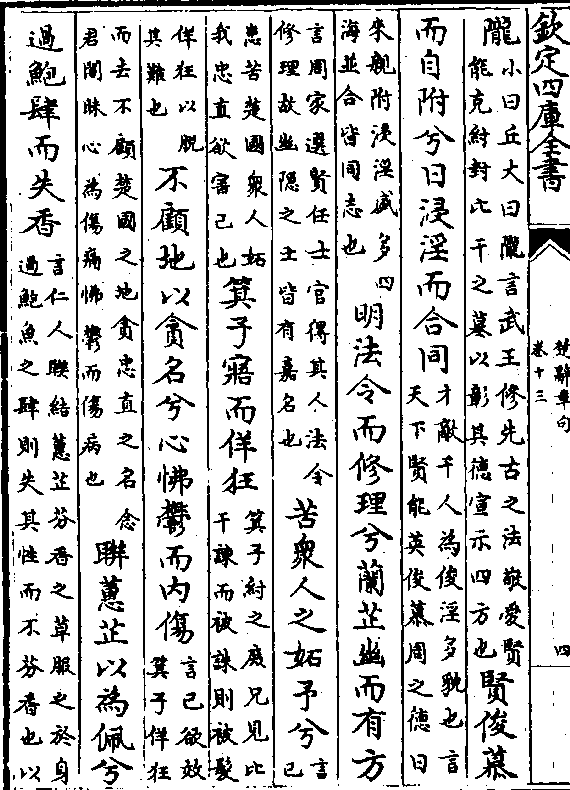 欽定四庫全書
楚辭章句
卷十三
四
隴
小曰丘大曰隴言武王修先古之法敬愛賢
能克紂封比干之墓以彰其德宣示四方也
賢俊慕
而自附兮日浸淫而合同
才敵千人為俊淫多貌也言
天下賢能英俊慕周之德日
來親附浸淫盛多四
海並合皆同志也
明法令而修理兮蘭芷幽而有方
言周家選賢任士官得其人法令
修理故幽隱之士皆有嘉名也
苦衆人之妬予兮
言
己
患苦楚國衆人妬
我忠直欲害己也
箕子寤而佯狂
箕子紂之庶兄見比
干諫而被誅則被髮
佯狂以脫
其難也
不顧地以貪名兮心怫鬱而內傷
言己欲效
箕子佯狂
而去不顧楚國之地貪忠直之名念
君闇昧心為傷痛怫鬱而傷病也
聯蕙芷以為佩兮
過鮑肆而失香
言仁人聯結蕙芷芬香之草服之於身
過鮑魚之肆則失其性而不芬香也以